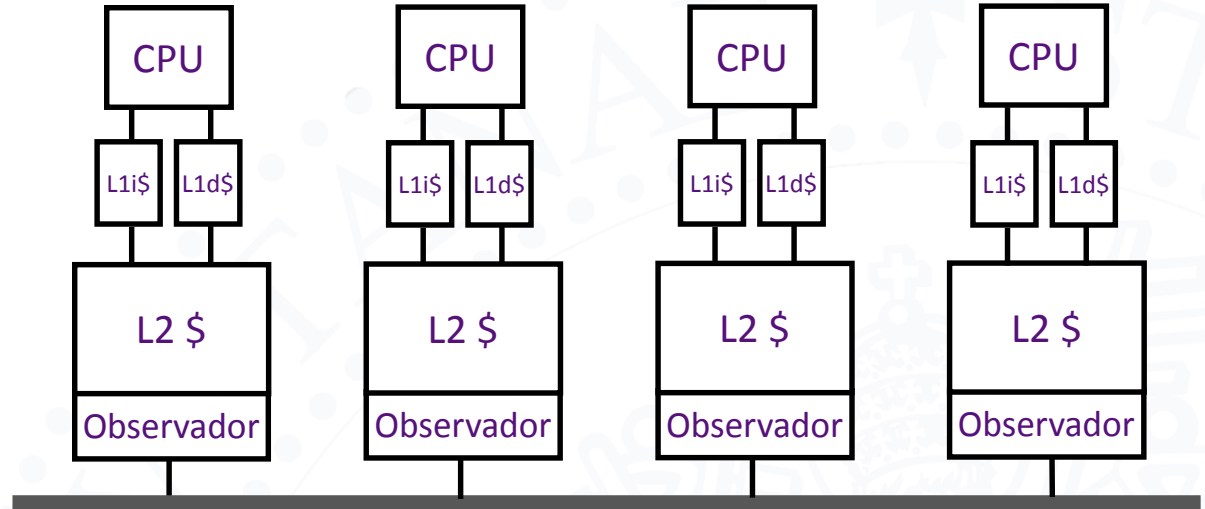 CPU CPU CPU CPU
L1i$ L1d$ L1i$ L1d$ L1i$ L1d$ L1i$ L1d$
L2 $ L2 $ L2 $ L2 $
Observador Observador Observador Observador